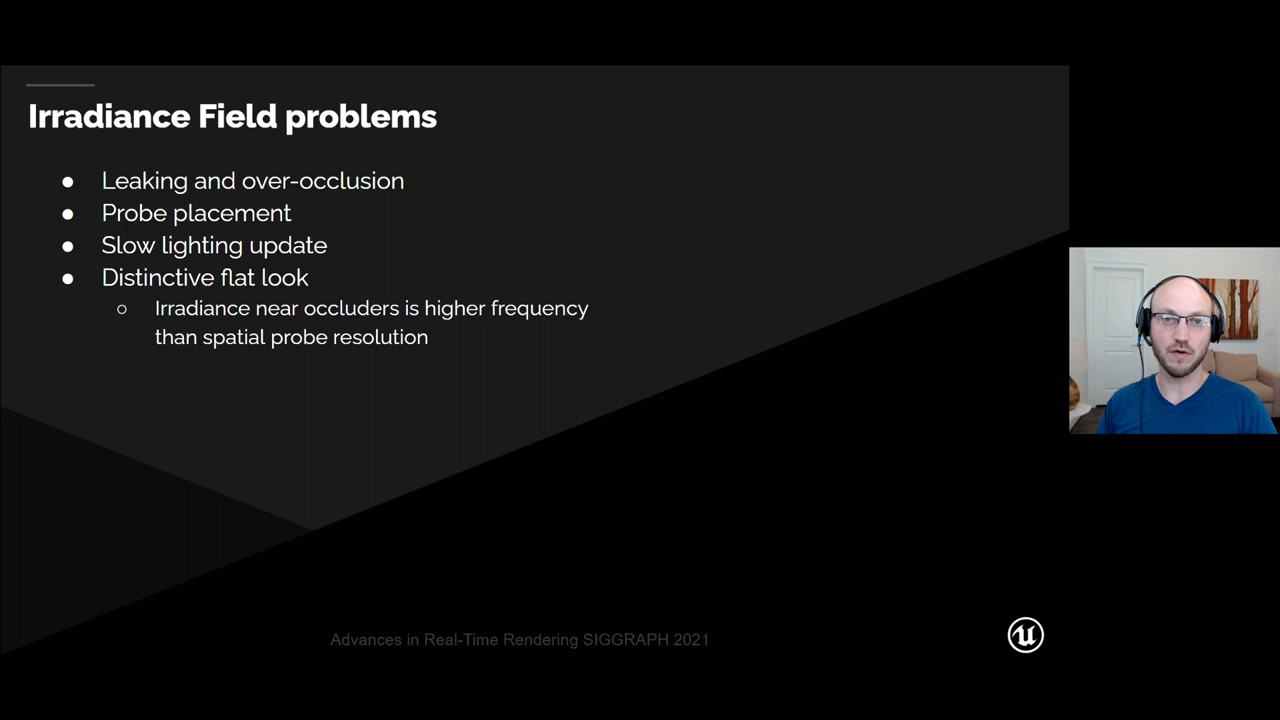 Irradiance Field problems
● Leaking and over-occlusion
● Probe placement
● Slow lighting update
● Distinctive flat look
○ Irradiance near occluders is higher frequency
than spatial probe resolution
Advances in Real-Time Rendering SIGGRAPH 2021